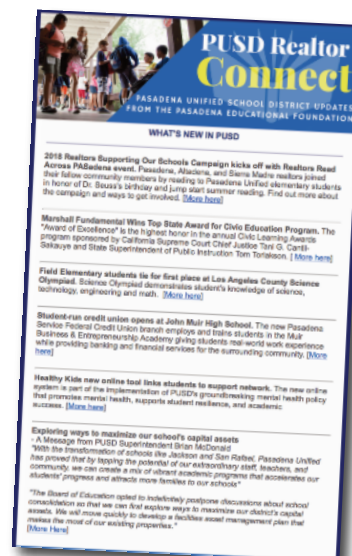 PUSD Realtor
Connect
PASADENA UNIFIED SCHOOL DISTRICT UPDATES
FROM THE PASADENA EDUCATIONAL FOUNDATION
WHAT'S NEW IN PUSD
2018 Realtors Supporting Our Schools Campaign kicks off with Realtors Read
Across PASadena event. Pasadena, Altadena, and Sierra Madre realtors joined
their fellow community members by reading to Pasadena Unified elementary students
in honor of Dr. Seuss's birthday and jump start summer reading. Find out more about
the campaign and ways to get involved. [More here]
Marshall Fundamental Wins Top State Award for Civic Education Program. The
"Award of Excellence" is the highest honor in the annual Civic Learning Awards
program sponsored by California Supreme Court Chief Justice Tani G. Cantil-
Sakauye and State Superintendent of Public Instruction Tom Torlakson. [ More here]
Field Elementary students tie for first place at Los Angeles County Science
Olympiad. Science Olympiad demonstrates student's knowledge of science,
technology, engineering and math. [More here]
Student-run credit union opens at John Muir High School. The new Pasadena
Service Federal Credit Union branch employs and trains students in the Muir
Business & Entrepreneurship Academy giving students real-world work experience
while providing banking and financial services for the surrounding community. [More
here]
Healthy Kids new online tool links students to support network. The new online
system is part of the implementation of PUSD's groundbreaking mental health policy
that promotes mental health, supports student resilience, and academic
success. [More here]
Exploring ways to maximize our school's capital assets
- A Message from PUSD Superintendent Brian McDonald
"With the transformation of schools like Jackson and San Rafael, Pasadena Unified
has proved that by tapping the potential of our extraordinary staff, teachers, and
community, we can create a mix of vibrant academic programs that accelerate our
students' progress and attracts more families to our schools"
"The Board of Education opted to indefinitely postpone discussions about school
consolidation so that we can first explore ways to maximize our district's capital
assets. We will move quickly to develop a facilities asset management plan that
makes the most of our existing properties."
[More Here]